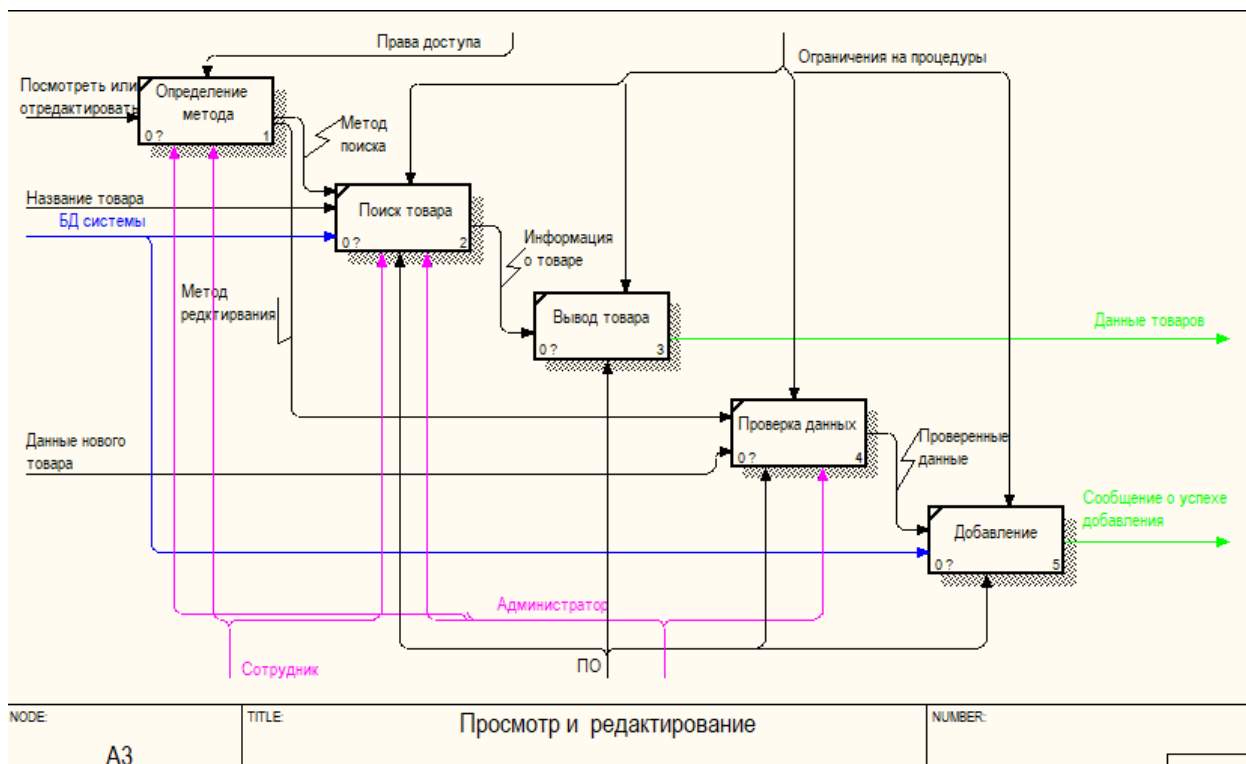 Права доступа
Ограничения на процедуры
Посмотреть или
отредактировать
Определение
метода
0 ?
1
Метод
поиска
Название товара
БД системы
Поиск товара
0 ?
2
Информация
о товаре
Метод
редктирвания
Вывод товара
0 ?
3
Данные товаров
Данные нового
товара
Проверка данных
0 ?
4
Проверенные
данные
Сообщение о успехе
добавления
Добавление
0 ?
5
Администратор
Сотрудник
ПО
NODE:
A3
TITLE:
Просмотр и редактирование
NUMBER: